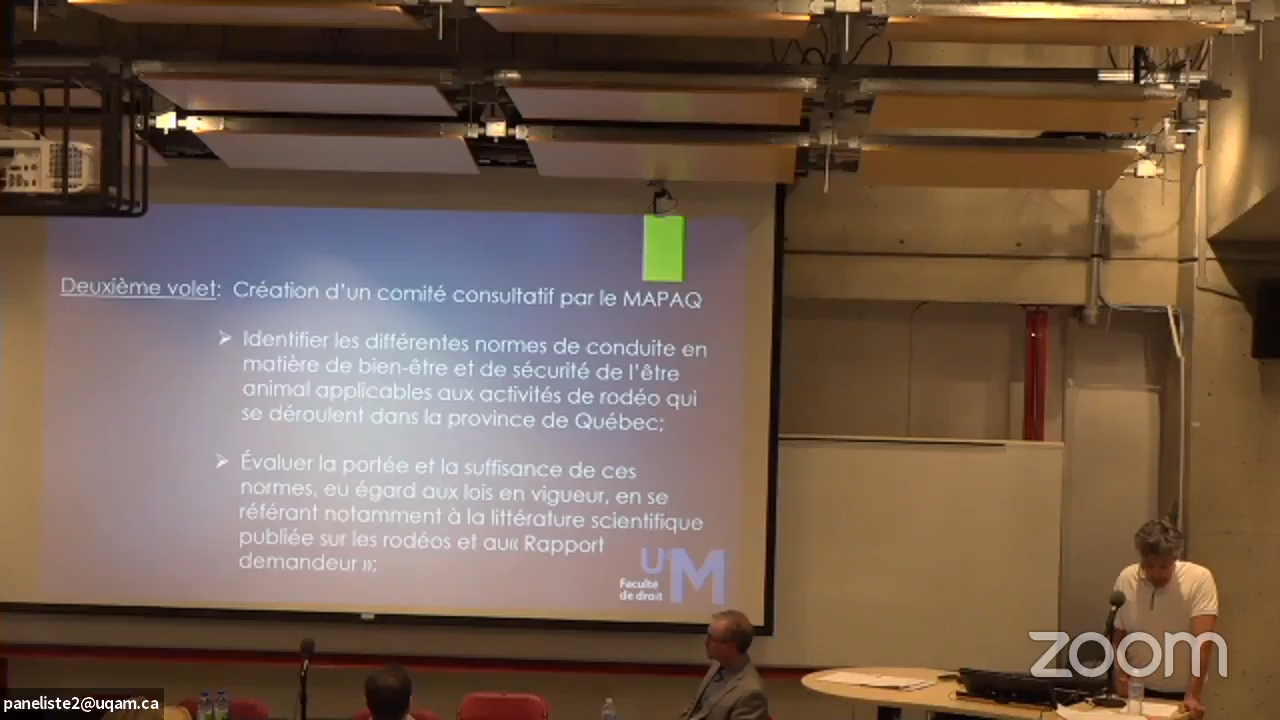 Deuxième volet: Création d'un comité consultatif par le MAPAQ
➢ Identifier les différentes normes de conduite en
matière de bien-être et de sécurité de l'être
animal applicables aux activités de rodéo qui
se déroulent dans la province de Québec;
➢ Évaluer la portée et la suffisance de ces
normes, eu égard aux lois en vigueur, en se
référant notamment à la littérature scientifique
publiée sur les rodéos et au« Rapport
demandeur »;
UM
Faculté
de droit
zoom
paneliste2@uqam.ca